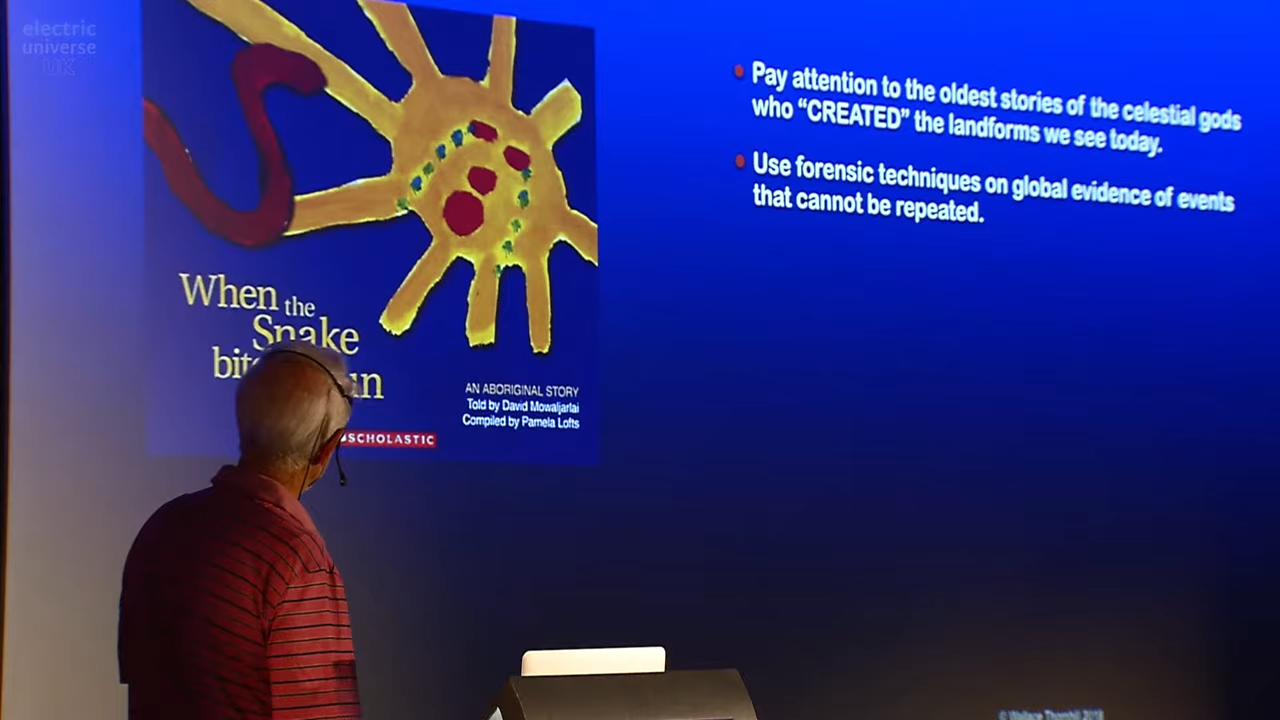 electric
universe
UK
When the
Snake
AN ABORIGINAL STORY
Told by David Mowaljarlai
Compiled by Pamela Lofts
SCHOLASTIC
Pay attention to the oldest stories of the celestial gods
who “CREATED” the landforms we see today.
Use forensic techniques on global evidence of events
that cannot be repeated.
© Wallace Thornhill